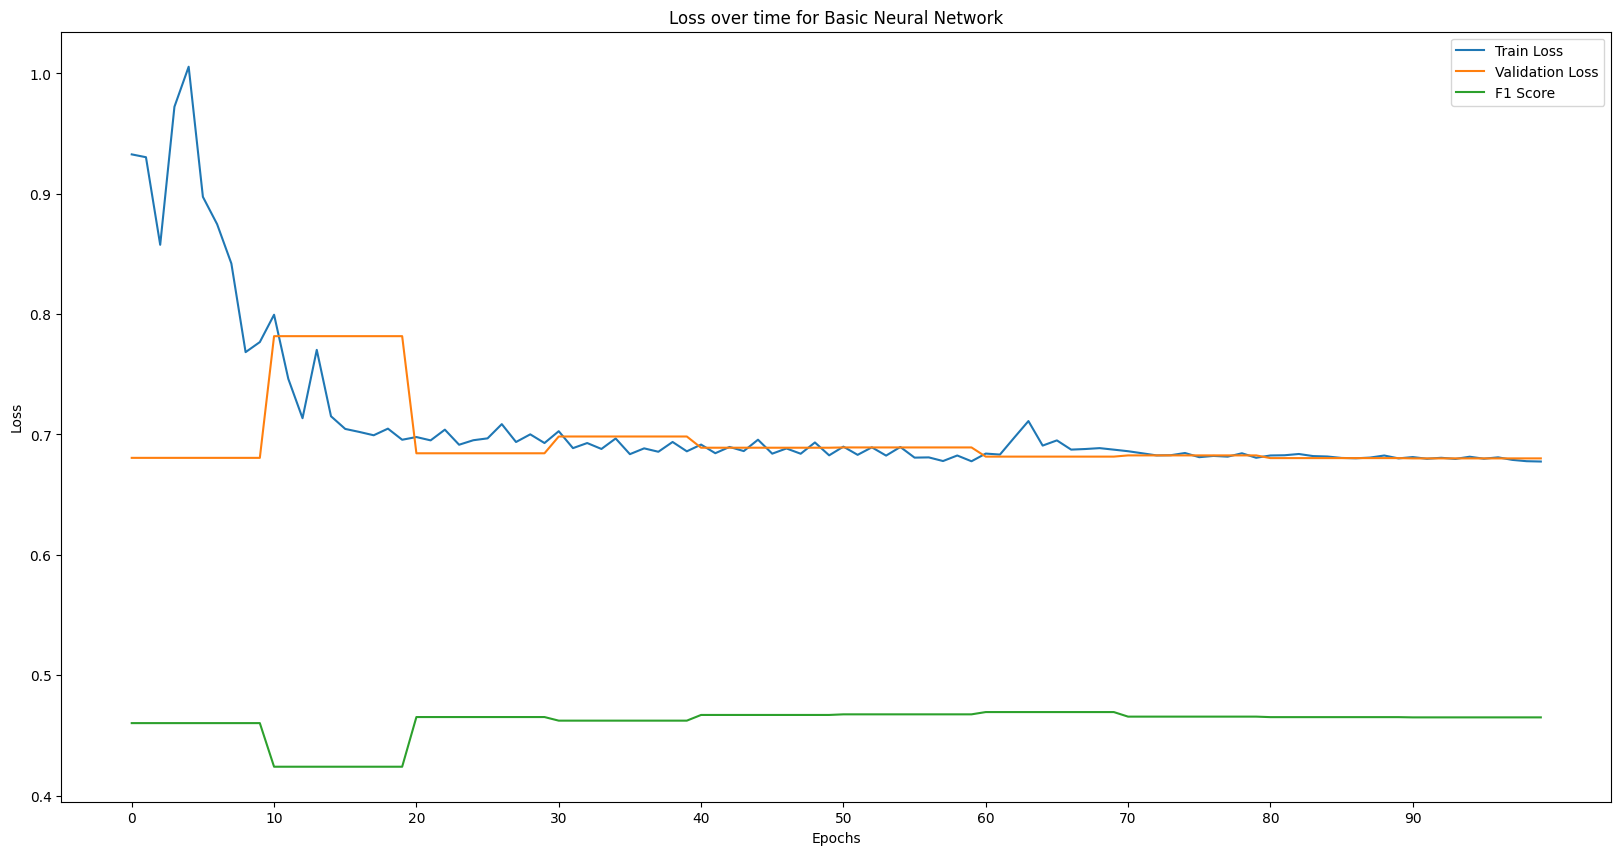 Loss over time for Basic Neural Network
Train Loss
Validation Loss
F1 Score
Loss
1.0
0.9
0.8
0.7
0.6
0.5
0.4
0 10 20 30 40 50 60 70 80 90
Epochs